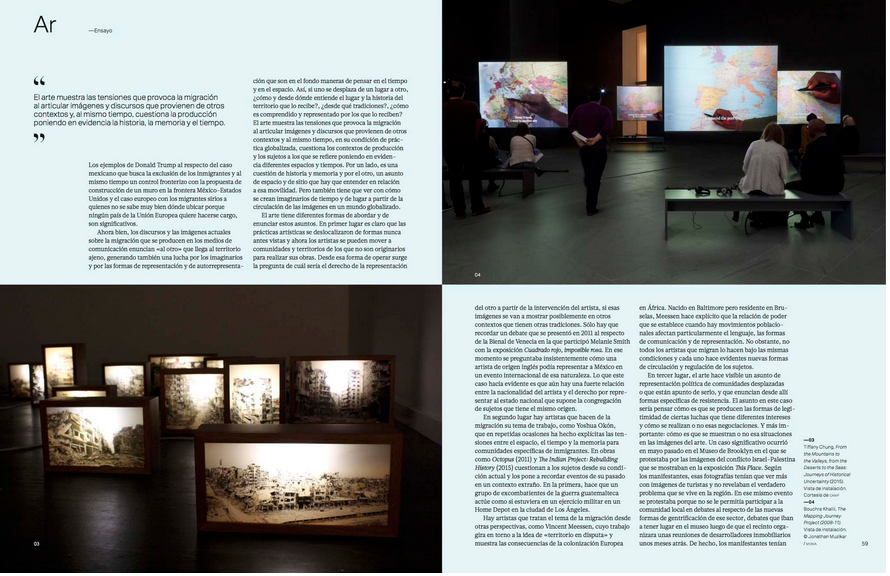 Ar
—Ensayo
“
El arte muestra las tensiones que provoca la migración
al articular imágenes y discursos que provienen de otros
contextos y, al mismo tiempo, cuestiona la producción
poniendo en evidencia la historia, la memoria y el tiempo.
”
Los ejemplos de Donald Trump al respecto del caso
mexicano que busca la exclusión de los inmigrantes y al
mismo tiempo un control fronterizo con la propuesta de
construcción de un muro en la frontera México-Estados
Unidos y el caso europeo con los migrantes sirios a
quienes no se sabe muy bien dónde ubicar porque
ningún país de la Unión Europea quiere hacerse cargo,
son significativos.
Ahora bien, los discursos y las imágenes actuales
sobre la migración que se producen en los medios de
comunicación enuncian «al otro» que llega al territorio
ajeno, generando también una lucha por los imaginarios
y por las formas de representación y de autorrepresenta-
ción que son en el fondo maneras de pensar en el tiempo
y en el espacio. Así, si uno se desplaza de un lugar a otro,
¿cómo y desde dónde entiende el lugar y la historia del
territorio que lo recibe?, ¿desde qué tradiciones?, ¿cómo
es comprendido y representado por los que lo reciben?
El arte muestra las tensiones que provoca la migración
al articular imágenes y discursos que provienen de otros
contextos y al mismo tiempo, en su condición de prác-
tica globalizada, cuestiona los contextos de producción
y los sujetos a los que se refiere poniendo en eviden-
cia diferentes espacios y tiempos. Por un lado, es una
cuestión de historia y memoria y por el otro, un asunto
de espacio y de sitio que hay que entender en relación
a esa movilidad. Pero también tiene que ver con cómo
se crean imaginarios de tiempo y de lugar a partir de la
circulación de las imágenes en un mundo globalizado.
El arte tiene diferentes formas de abordar y de
enunciar estos asuntos. En primer lugar es claro que las
prácticas artísticas se deslocalizaron de formas nunca
antes vistas y ahora los artistas se pueden mover a
comunidades y territorios de los que no son originarios
para realizar sus obras. Desde esa forma de operar surge
la pregunta de cuál sería el derecho de la representación
04
03
del otro a partir de la intervención del artista, si esas
imágenes se van a mostrar posiblemente en otros
contextos que tienen otras tradiciones. Sólo hay que
recordar un debate que se presentó en 2011 al respecto
de la Bienal de Venecia en la que participó Melanie Smith
con la exposición Cuadrado rojo, imposible rosa. En ese
momento se preguntaba insistentemente cómo una
artista de origen inglés podía representar a México en
un evento internacional de esa naturaleza. Lo que este
caso hacía evidente es que aún hay una fuerte relación
entre la nacionalidad del artista y el derecho por repre-
sentar al estado nacional que supone la congregación
de sujetos que tiene el mismo origen.
En segundo lugar hay artistas que hacen de la
migración su tema de trabajo, como Yoshua Okón,
que en repetidas ocasiones ha hecho explícitas las ten-
siones entre el espacio, el tiempo y la memoria para
comunidades específicas de inmigrantes. En obras
como Octopus (2011) y The Indian Project: Rebuilding
History (2015) cuestionan a los sujetos desde su condi-
ción actual y los pone a recordar eventos de su pasado
en un contexto extraño. En la primera, hace que un
grupo de excombatientes de la guerra guatemalteca
actúe como si estuviera en un ejército militar en un
Home Depot en la ciudad de Los Ángeles.
Hay artistas que tratan el tema de la migración desde
otras perspectivas, como Vincent Meessen, cuyo trabajo
gira en torno a la idea de «territorio en disputa» y
muestra las consecuencias de la colonización Europea
en África. Nacido en Baltimore pero residente en Bru-
selas, Meessen hace explícito que la relación de poder
que se establece cuando hay movimientos poblacio-
nales afectan particularmente el lenguaje, las formas
de comunicación y de representación. No obstante, no
todos los artistas que migran lo hacen bajo las mismas
condiciones y cada uno hace evidentes nuevas formas
de circulación y regulación de los sujetos.
En tercer lugar, el arte hace visible un asunto de
representación política de comunidades desplazadas
o que están apunto de serlo, y que enuncian desde allí
formas específicas de resistencia. El asunto en este caso
sería pensar cómo es que se producen las formas de legi-
timidad de ciertas luchas que tiene diferentes intereses
y cómo se realizan o no esas negociaciones. Y más im-
portante: cómo es que se muestran o no esa situaciones
en las imágenes del arte. Un caso significativo ocurrió
en mayo pasado en el Museo de Brooklyn en el que se
protestaba por las imágenes del conflicto Israel-Palestina
que se mostraban en la exposición This Place. Según
los manifestantes, esas fotografías tenían que ver más
con imágenes de turistas y no revelaban el verdadero
problema que se vive en la región. En ese mismo evento
se protestaba porque no se le permitía participar a la
comunidad local en debates al respecto de las nuevas
formas de gentrificación de ese sector, debates que iban
a tener lugar en el museo luego de que el recinto orga-
nizara unas reuniones de desarrolladores inmobiliarios
unos meses atrás. De hecho, los manifestantes tenían
—03
Tiffany Chung, From
the Mountains to
the Valleys, from the
Deserts to the Seas:
Journeys of Historical
Uncertainty (2015).
Vista de instalación.
Cortesía de
—04
Bouchra Khalili, The
Mapping Journey
Project (2008-11).
Vista de instalación.
© Jonathan Muzikar
/ MOMA
59